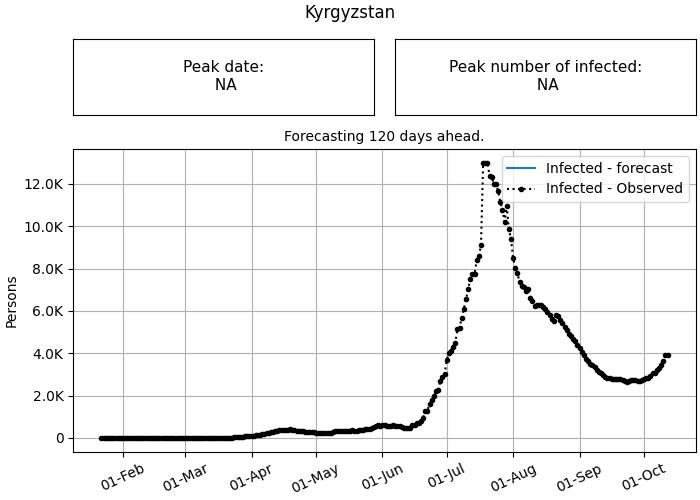 Kyrgyzstan
Peak date:
NA
Peak number of infected:
NA
Forecasting 120 days ahead.
Infected - forecast
Infected - Observed
Persons
12.0K
10.0K
8.0K
6.0K
4.0K
2.0K
0
01-Feb
01-Mar
01-Apr
01-May
01-Jun
01-Jul
01-Aug
01-Sep
01-Oct